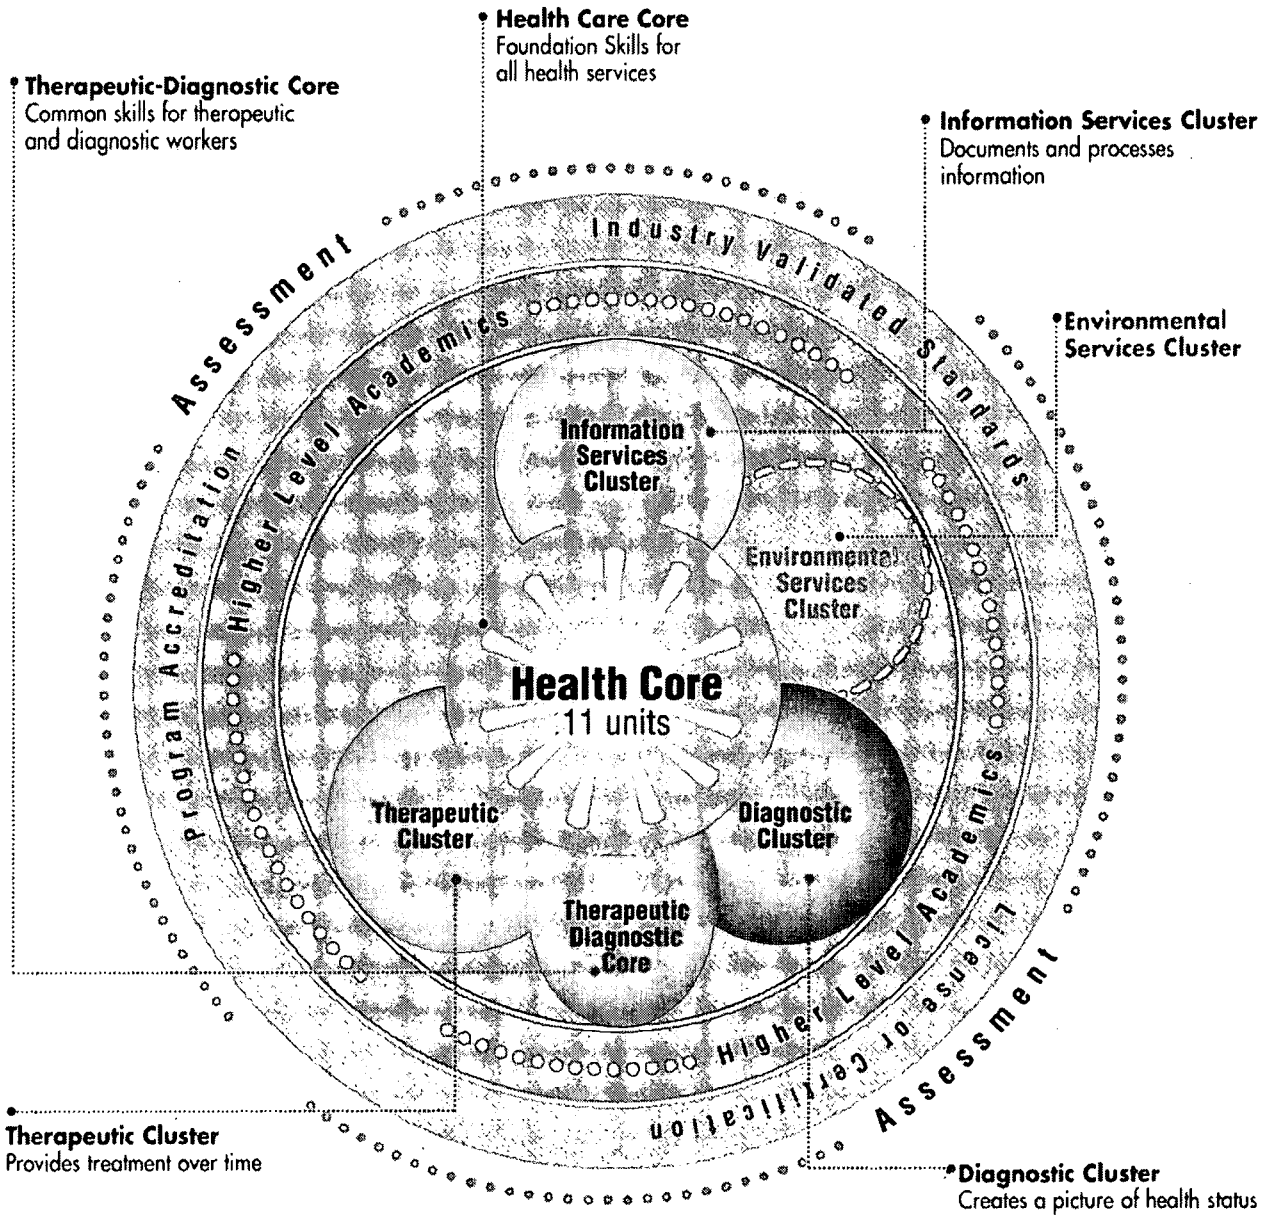 Health Care Core
Foundation Skills for
all health services
Therapeutic-Diagnostic Core
Common skills for therapeutic
and diagnostic workers
Information Services Cluster
Documents and processes
information
Environmental
Services Cluster
Assessment
Industry Validated Standards
Higher Level Academics
Program Accreditation
Information
Services
Cluster
Environmental
Services
Cluster
Health Core
11 units
Therapeutic
Cluster
Diagnostic
Cluster
Therapeutic
Diagnostic
Core
Higher Level Academics
License or Certification
Assessment
Therapeutic Cluster
Provides treatment over time
Diagnostic Cluster
Creates a picture of health status